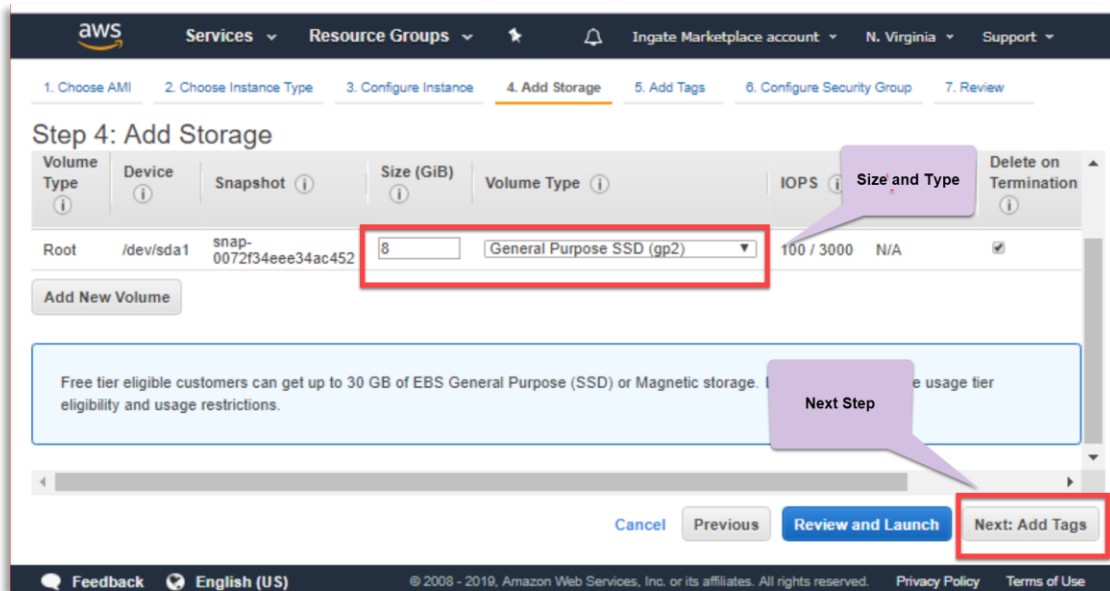 aws Services Resource Groups Ingate Marketplace account N. Virginia Support
1. Choose AMI 2. Choose Instance Type 3. Configure Instance 4. Add Storage 5. Add Tags 6. Configure Security Group 7. Review
Step 4: Add Storage
Volume Type Device Snapshot Size (GiB) Volume Type IOPS Size and Type Delete on Termination
Root /dev/sda1 snap-0072f34eee34ac452 8 General Purpose SSD (gp2) 100 / 3000 N/A
Add New Volume
Free tier eligible customers can get up to 30 GB of EBS General Purpose (SSD) or Magnetic storage. usage tier
eligibility and usage restrictions.
Next Step
Cancel Previous Review and Launch Next: Add Tags
Feedback English (US) © 2008 - 2019, Amazon Web Services, Inc. or its affiliates. All rights reserved. Privacy Policy Terms of Use